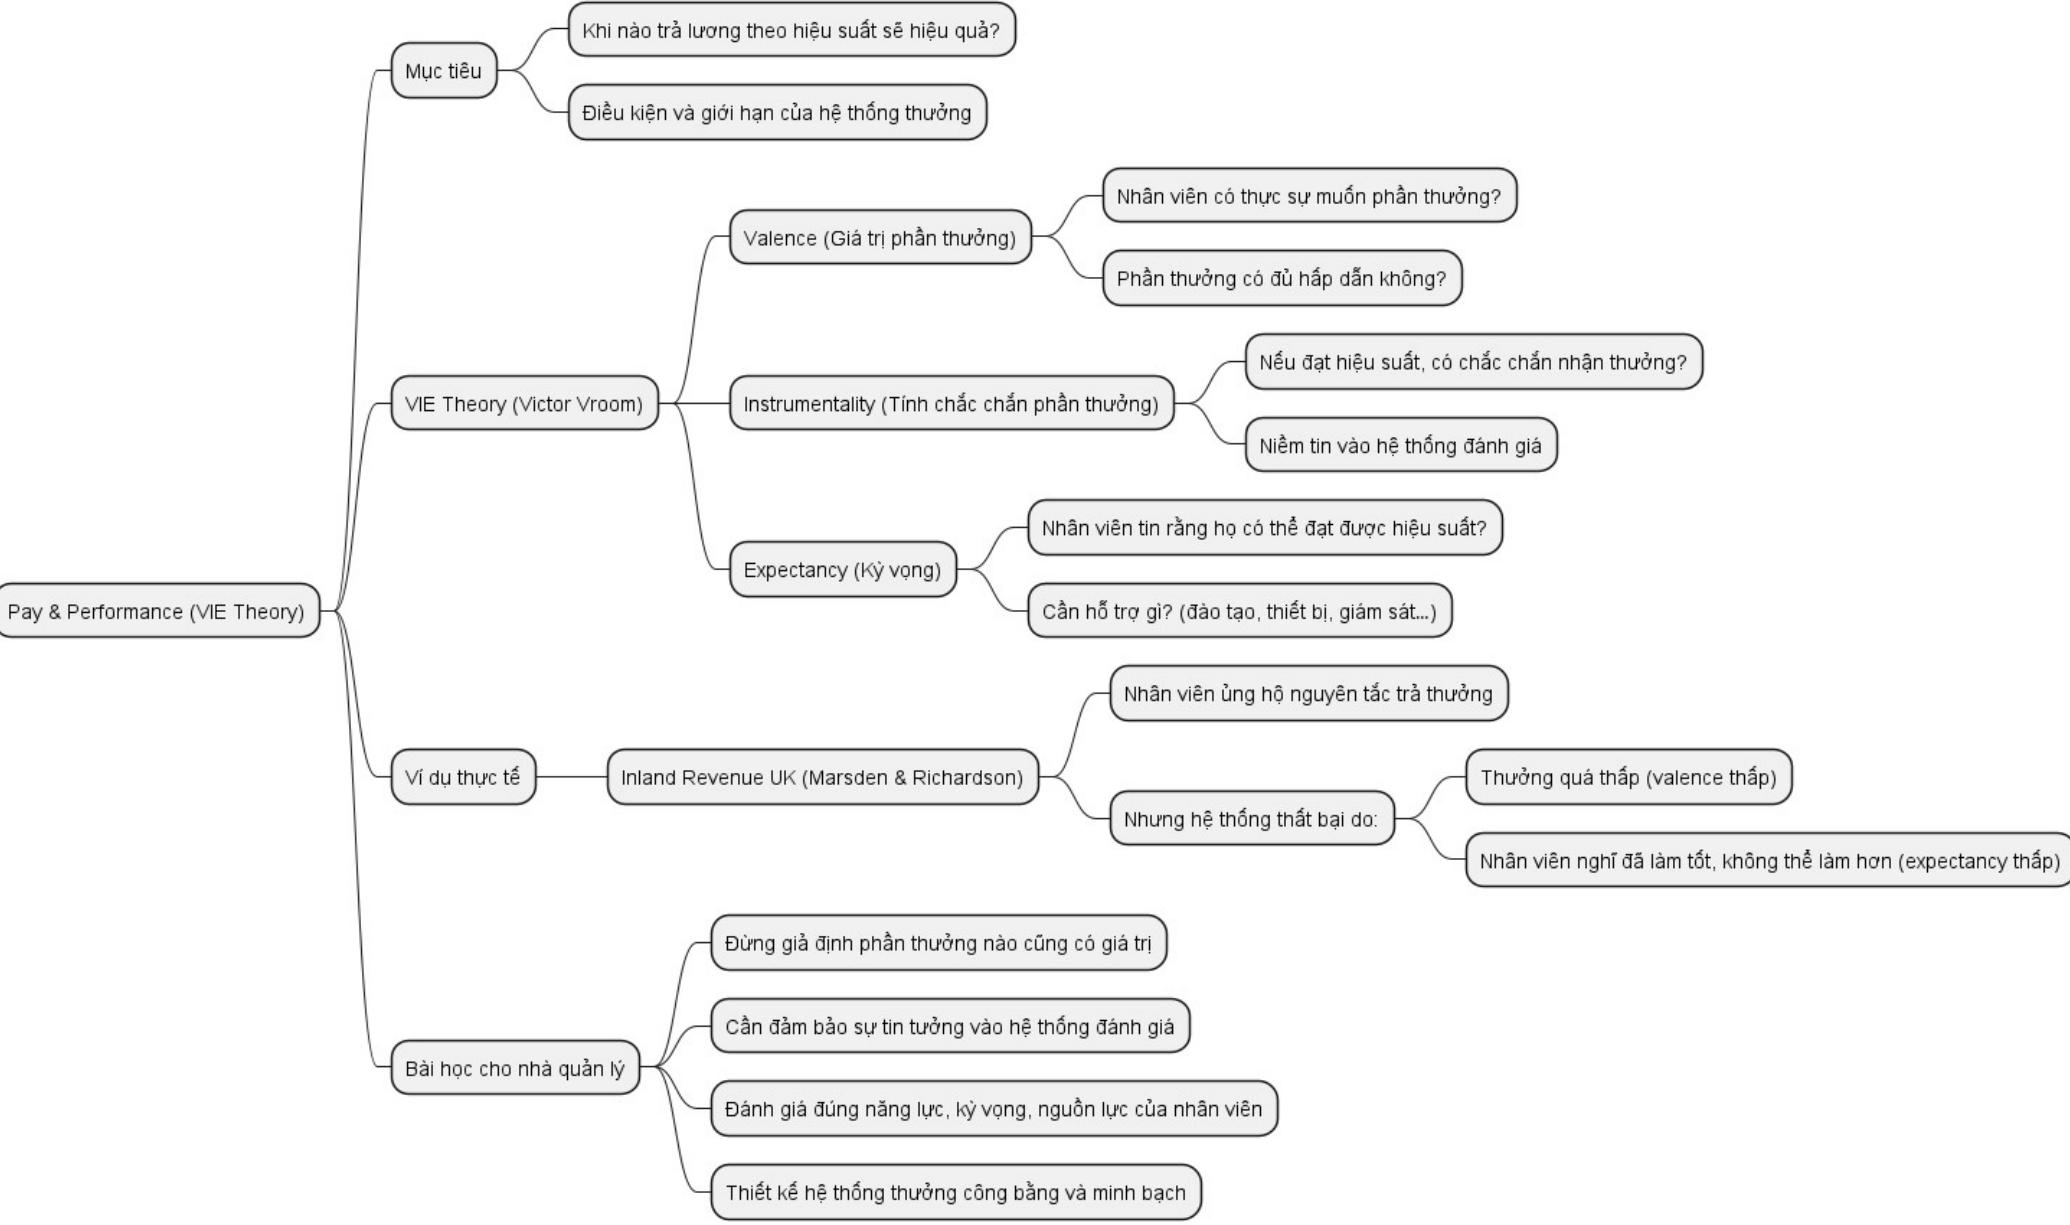 Khi nào trả lương theo hiệu suất sẽ hiệu quả?
Mục tiêu
Điều kiện và giới hạn của hệ thống thưởng
Nhân viên có thực sự muốn phần thưởng?
Valence (Giá trị phần thưởng)
Phần thưởng có đủ hấp dẫn không?
Nếu đạt hiệu suất, có chắc chắn nhận thưởng?
VIE Theory (Victor Vroom)
Instrumentality (Tính chắc chắn phần thưởng)
Niềm tin vào hệ thống đánh giá
Nhân viên tin rằng họ có thể đạt được hiệu suất?
Expectancy (Kỳ vọng)
Cần hỗ trợ gì? (đào tạo, thiết bị, giám sát...)
Pay & Performance (VIE Theory)
Nhân viên ủng hộ nguyên tắc trả thưởng
Ví dụ thực tế
Inland Revenue UK (Marsden & Richardson)
Thưởng quá thấp (valence thấp)
Nhưng hệ thống thất bại do:
Nhân viên nghĩ đã làm tốt, không thể làm hơn (expectancy thấp)
Đừng giả định phần thưởng nào cũng có giá trị
Cần đảm bảo sự tin tưởng vào hệ thống đánh giá
Bài học cho nhà quản lý
Đánh giá đúng năng lực, kỳ vọng, nguồn lực của nhân viên
Thiết kế hệ thống thưởng công bằng và minh bạch